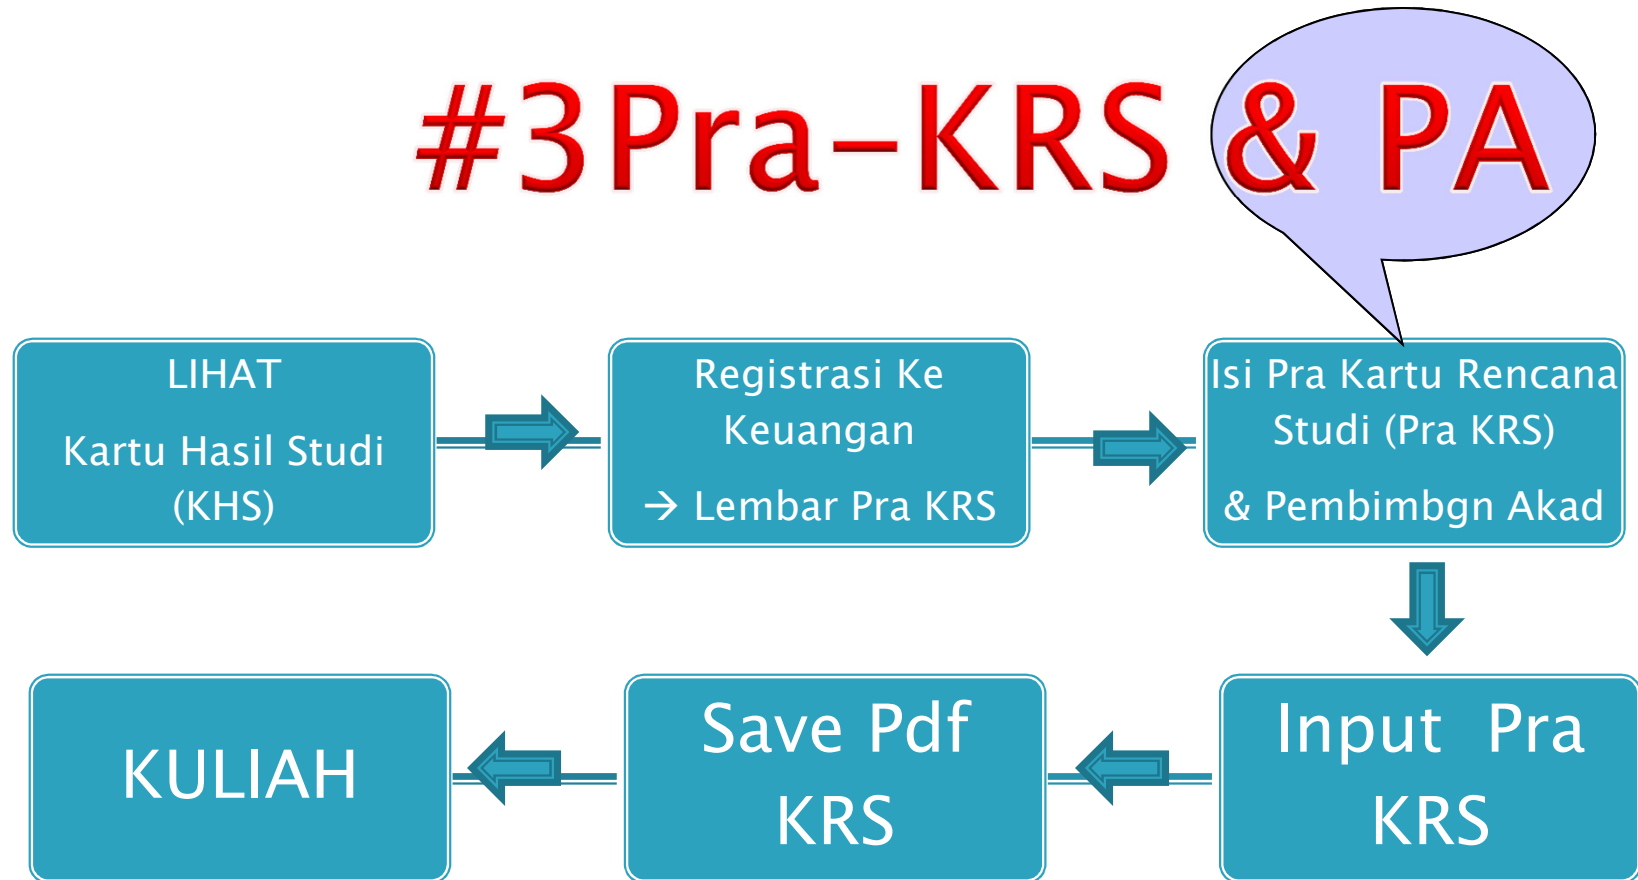 #3Pra-KRS & PA
LIHAT
Kartu Hasil Studi
(KHS)
Registrasi Ke
Keuangan
→ Lembar Pra KRS
Isi Pra Kartu Rencana
Studi (Pra KRS)
& Pembimbgn Akad
Input Pra
KRS
Save Pdf
KRS
KULIAH